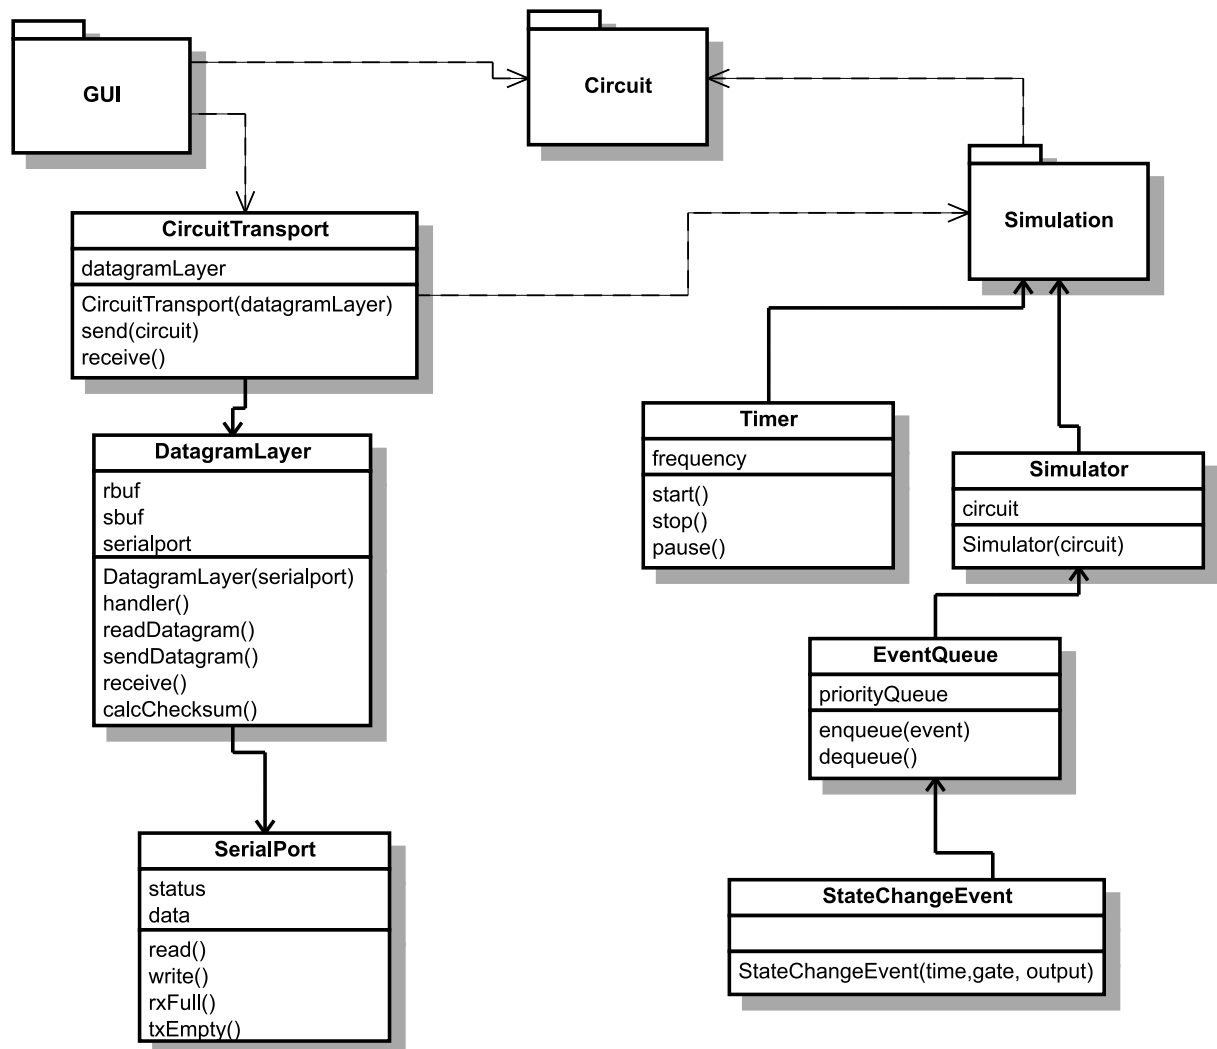 GUI
Circuit
Simulation
CircuitTransport
datagramLayer
CircuitTransport(datagramLayer)
send(circuit)
receive()
DatagramLayer
rbuf
sbuf
serialport
DatagramLayer(serialport)
handler()
readDatagram()
sendDatagram()
receive()
calcChecksum()
SerialPort
status
data
read()
write()
rxFull()
txEmpty()
Timer
frequency
start()
stop()
pause()
Simulator
circuit
Simulator(circuit)
EventQueue
priorityQueue
enqueue(event)
dequeue()
StateChangeEvent
StateChangeEvent(time,gate, output)